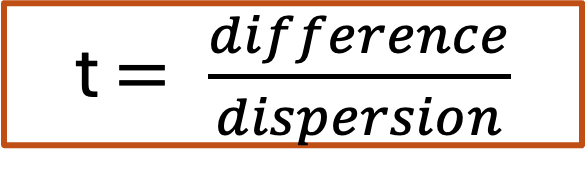 t = difference
dispersion